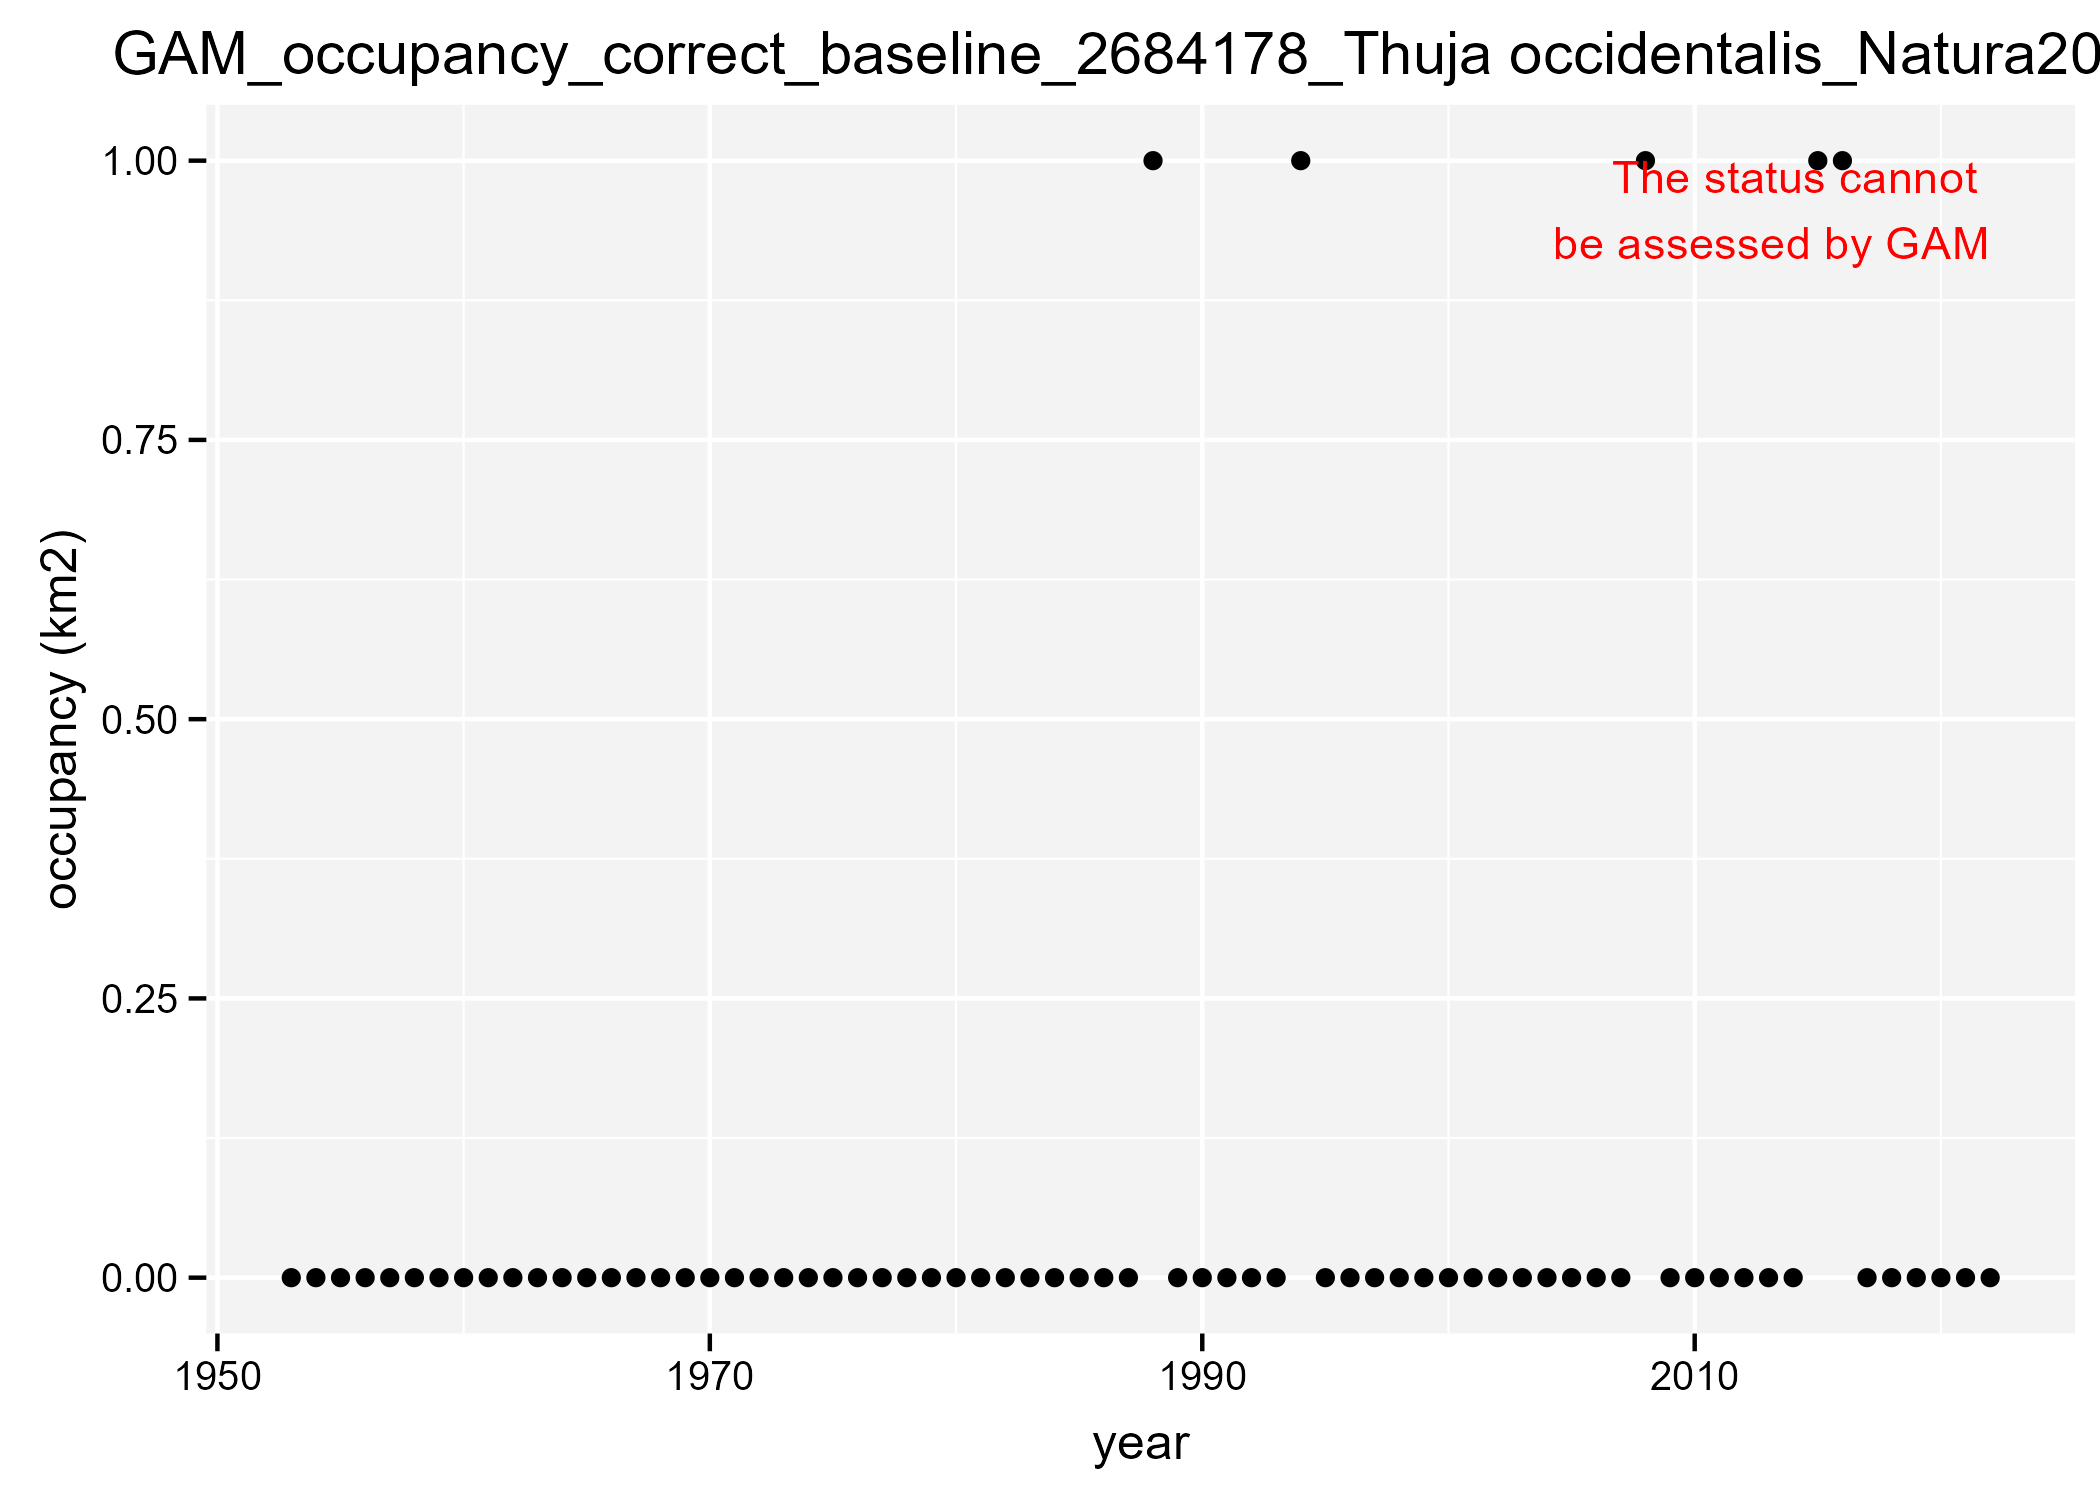 GAM_occupancy_correct_baseline_2684178_Thuja occidentalis_Natura20
1.00
The status cannot
be assessed by GAM
0.75
occupancy (km2)
0.50
0.25
0.00
1950 1970 1990 2010
year